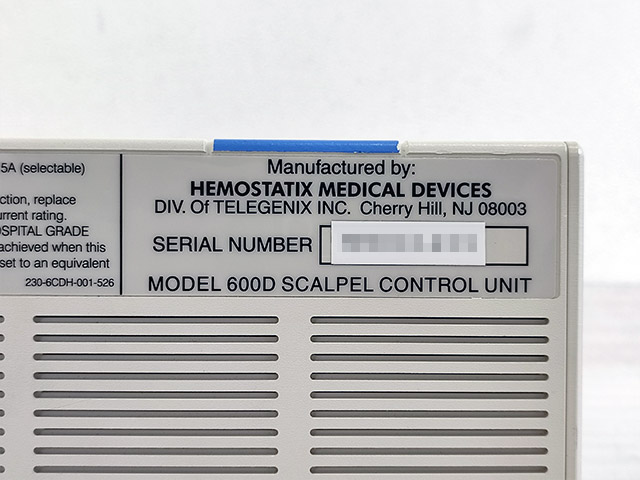 5A (selectable)
ction, replace
urrent rating.
OSPITAL GRADE
achieved when this
set to an equivalent
230-6CDH-001-526
Manufactured by:
HEMOSTATIX MEDICAL DEVICES
DIV. Of TELEGENIX INC. Cherry Hill, NJ 08003
SERIAL NUMBER
MODEL 600D SCALPEL CONTROL UNIT